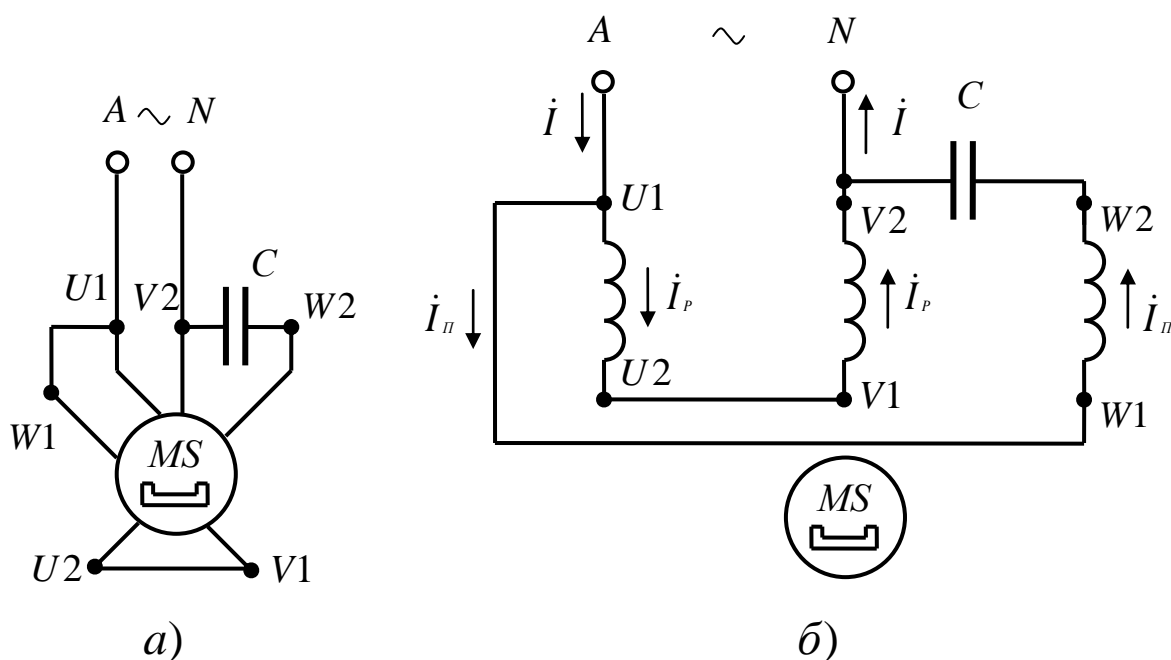 A ~ N
U1 V2 C W2
W1
MS
U2 V1
а)
A ~ N
İ İ C
U1 V2 W2
İП İР İР İП
U2 V1 W1
MS
б)